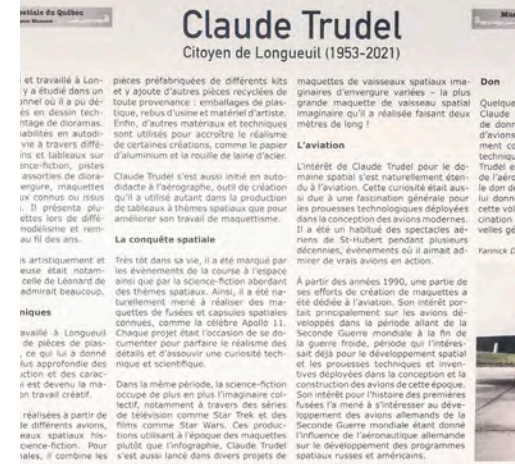 Claude Trudel
Citoyen de Longueuil (1953-2021)
et travaillé à Lon-
y a étudié dans un
nnel où il a pu dé-
es en dessin tech-
ntage de dioramas.
abilités en autodi-
vie à travers diffé-
ins et tableaux sur
nce-fiction, pistes
assorties de diora-
ergure, maquettes
ux connus ou issus
. Il présenta plu-
ettes lors de diffé-
modélisme et rem-
au fil des ans.
s artistiquement et
euse était notam-
celle de Léonard de
admirait beaucoup.
niques
availlé à Longueuil
de pièces de plas-
, ce qui lui a donné
lus approfondie des
ction et des carac-
i est devenu la ma-
on travail créatif.
réalisées à partir de
e différents avions,
eaux spatiaux his-
cience-fiction. Pour
nales, il combine les
pièces préfabriquées de différents kits
et y ajoute d'autres pièces recyclées de
toute provenance : emballages de plas-
tique, rebus d'usine et matériel d'artiste.
Enfin, d'autres matériaux et techniques
sont utilisés pour accroître le réalisme
de certaines créations, comme le papier
d'aluminium et la rouille de laine d'acier.
Claude Trudel s'est aussi initié en auto-
didacte à l'aérographe, outil de création
qu'il a utilisé autant dans la production
de tableaux à thèmes spatiaux que pour
améliorer son travail de maquettisme.
La conquête spatiale
Très tôt dans sa vie, il a été marqué par
les évènements de la course à l'espace
ainsi que par la science-fiction abordant
des thèmes spatiaux. Ainsi, il a été na-
turellement mené à réaliser des ma-
quettes de fusées et capsules spatiales
connues, comme la célèbre Apollo 11.
Chaque projet était l'occasion de se do-
cumenter pour parfaire le réalisme des
détails et d'assouvir une curiosité tech-
nique et scientifique.
Dans la même période, la science-fiction
occupe de plus en plus l'imaginaire col-
lectif, notamment à travers des séries
de télévision comme Star Trek et des
films comme Star Wars. Ces produc-
tions utilisant à l'époque des maquettes
plutôt que l'infographie, Claude Trudel
s'est aussi lancé dans divers projets de
maquettes de vaisseaux spatiaux ima-
ginaires d'envergure variées – la plus
grande maquette de vaisseau spatial
imaginaire qu'il a réalisée faisant deux
mètres de long !
L'aviation
L'intérêt de Claude Trudel pour le do-
maine spatial s'est naturellement éten-
du à l'aviation. Cette curiosité était aus-
si due à une fascination générale pour
les prouesses technologiques déployées
dans la conception des avions modernes.
Il a été un habitué des spectacles aé-
riens de St-Hubert pendant plusieurs
décennies, évènements où il aimait ad-
mirer de vrais avions en action.
À partir des années 1990, une partie de
ses efforts de création de maquettes a
été dédiée à l'aviation. Son intérêt por-
tait principalement sur les avions dé-
veloppés dans la période allant de la
Seconde Guerre mondiale à la fin de
la guerre froide, période qui l'intéres-
sait déjà pour le développement spatial
et les prouesses techniques et inven-
tives déployées dans la conception et la
construction des avions de cette époque.
Son intérêt pour l'histoire des premières
fusées l'a mené à s'intéresser au déve-
loppement des avions allemands de la
Seconde Guerre mondiale étant donné
l'influence de l'aéronautique allemande
sur le développement des programmes
spatiaux russes et américains.
Don
Quelque
Claude
de donn
d'avions
ment co
techniqu
Trudel e
de l'aéro
le don de
lui donne
cette vol
cination
velles gé
Yannick D